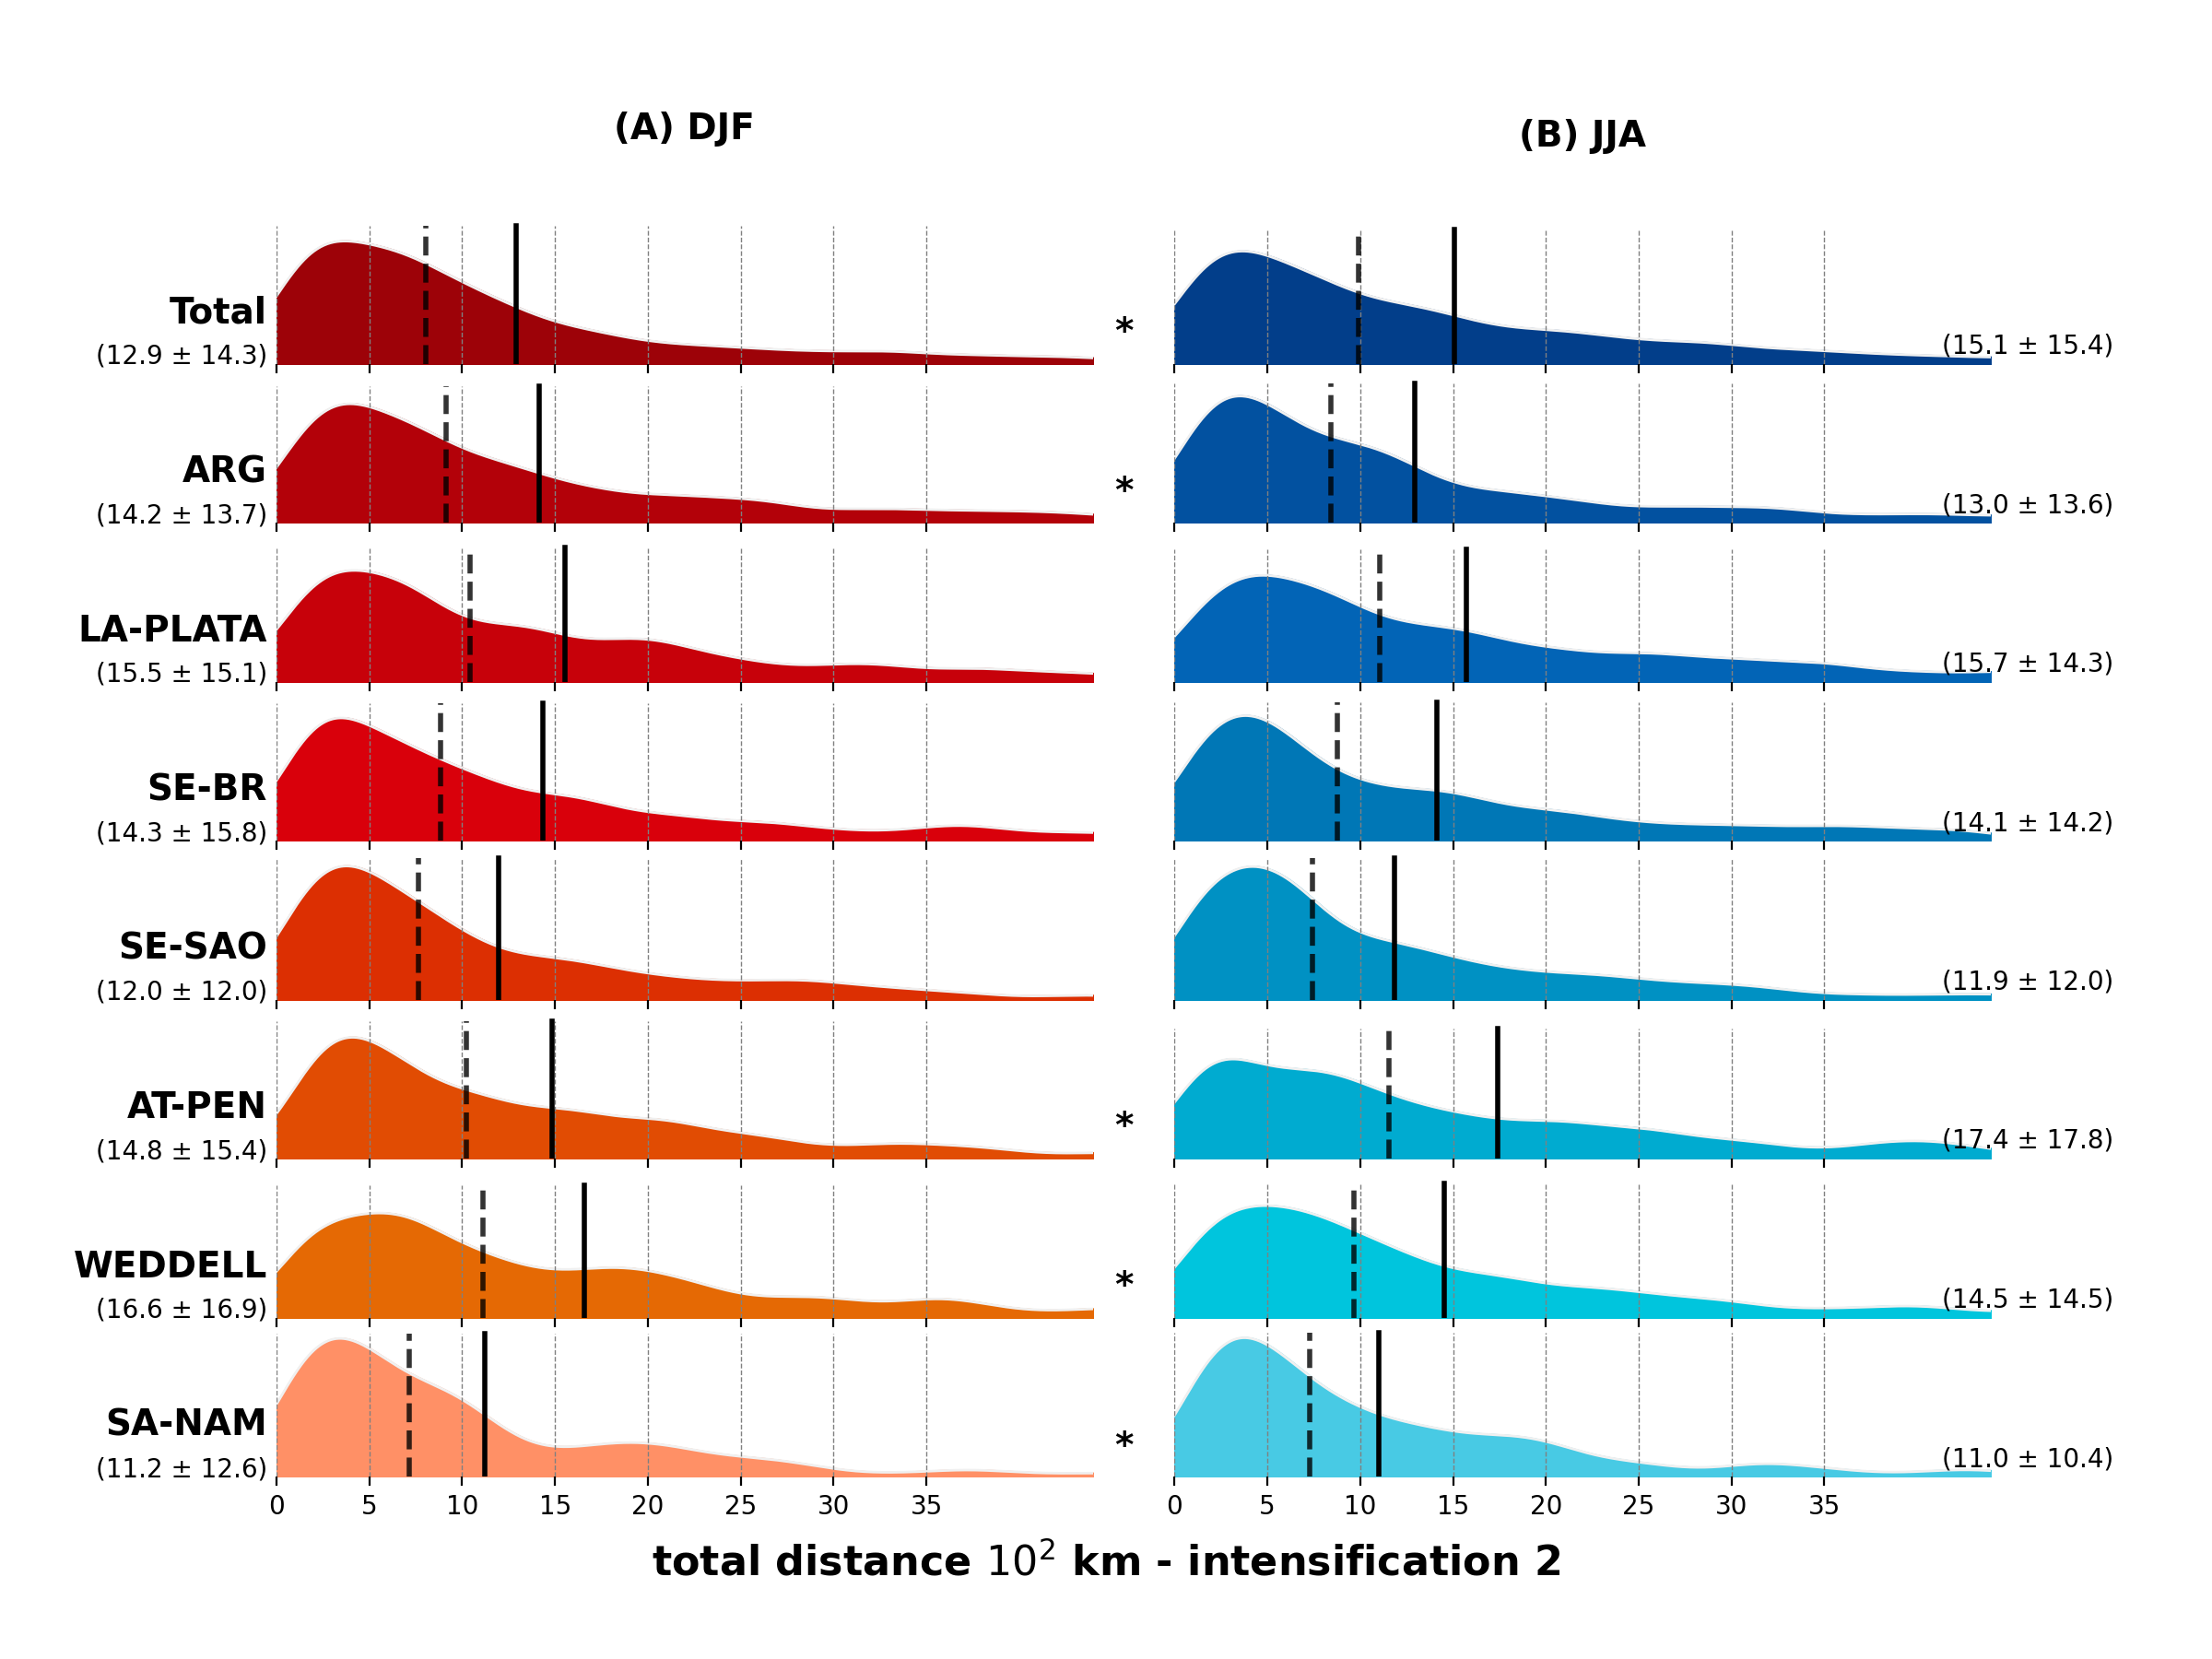 (A) DJF
(B) JJA
Total
(12.9 ± 14.3)
*
(15.1 ± 15.4)
ARG
(14.2 ± 13.7)
*
(13.0 ± 13.6)
LA-PLATA
(15.5 ± 15.1)
(15.7 ± 14.3)
SE-BR
(14.3 ± 15.8)
(14.1 ± 14.2)
SE-SAO
(12.0 ± 12.0)
(11.9 ± 12.0)
AT-PEN
(14.8 ± 15.4)
*
(17.4 ± 17.8)
WEDDELL
(16.6 ± 16.9)
*
(14.5 ± 14.5)
SA-NAM
(11.2 ± 12.6)
*
(11.0 ± 10.4)
0 5 10 15 20 25 30 35
0 5 10 15 20 25 30 35
total distance 10² km - intensification 2